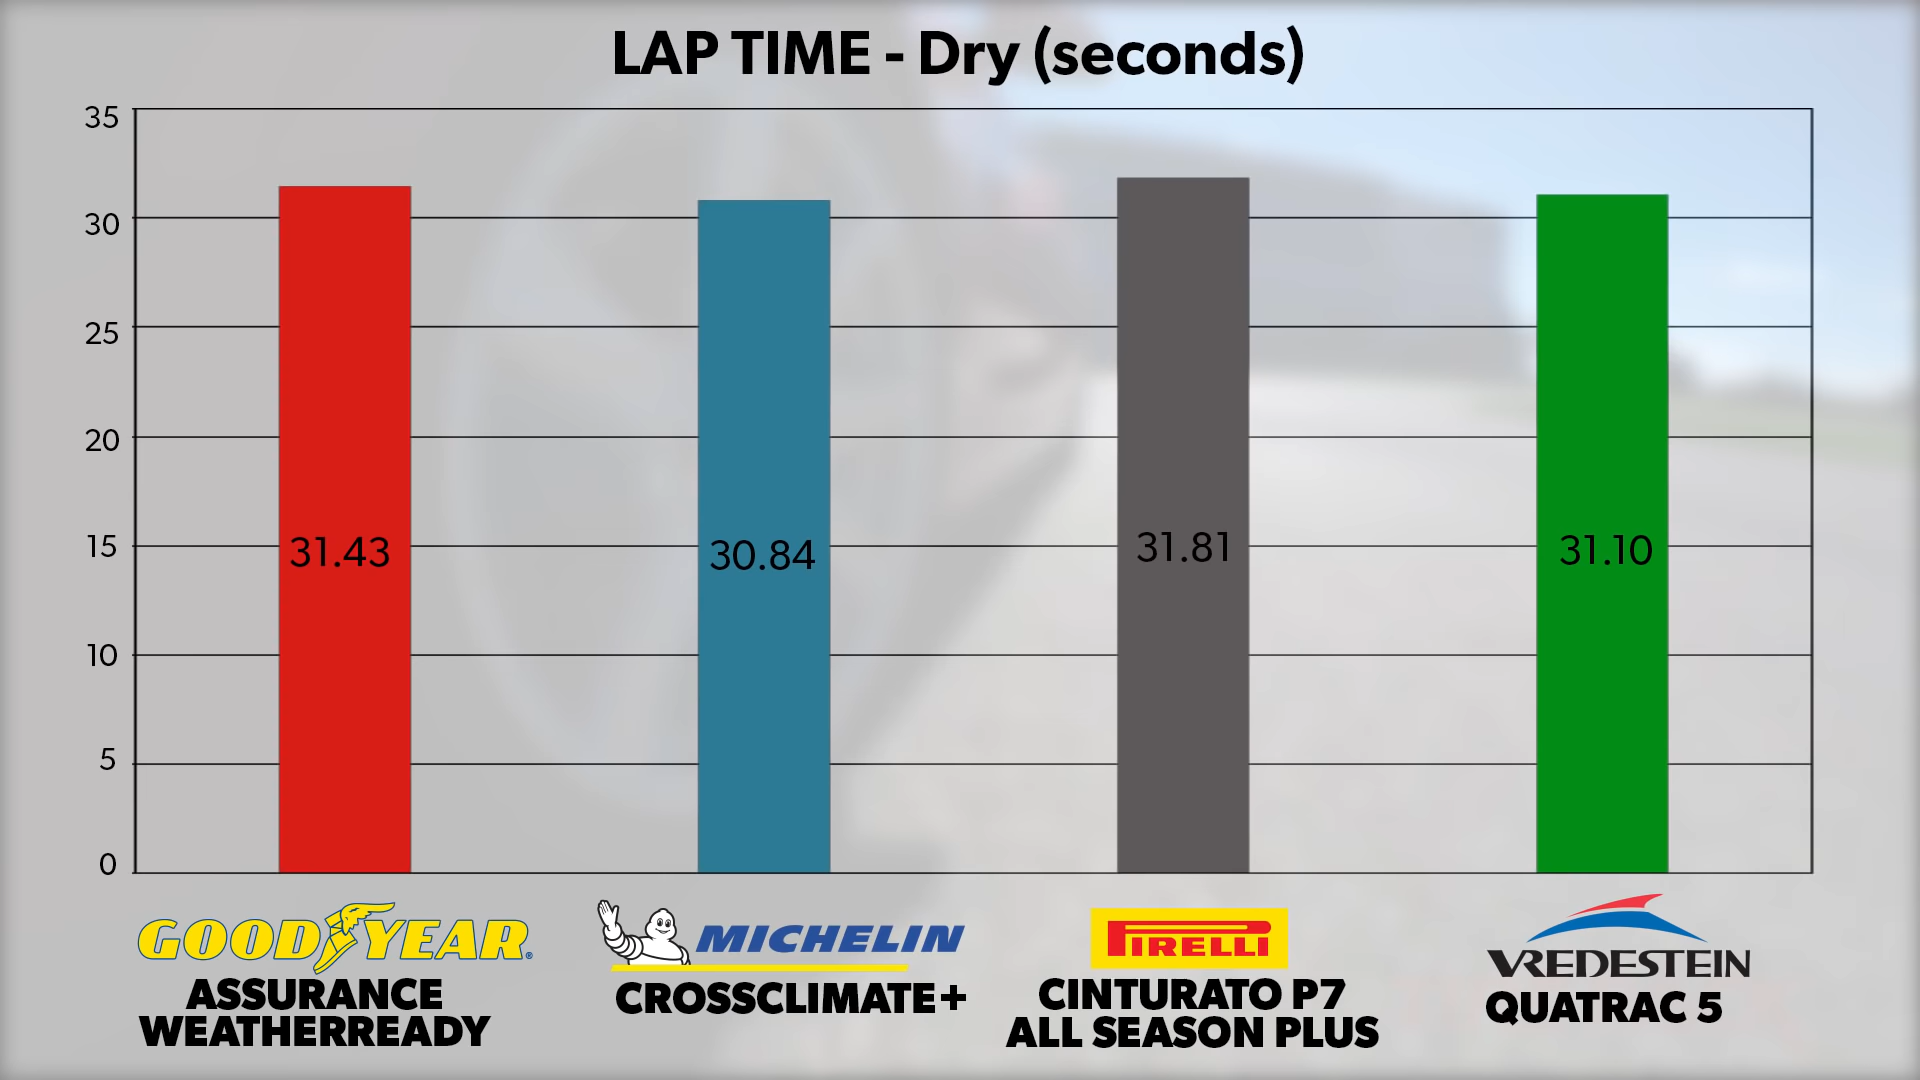 LAP TIME - Dry (seconds)
35
30
25
20
15
10
5
0
31.43
30.84
31.81
31.10
GOODYEAR
ASSURANCE
WEATHERREADY
MICHELIN
CROSSCLIMATE+
PIRELLI
CINTURATO P7
ALL SEASON PLUS
VREDESTEIN
QUATRAC 5